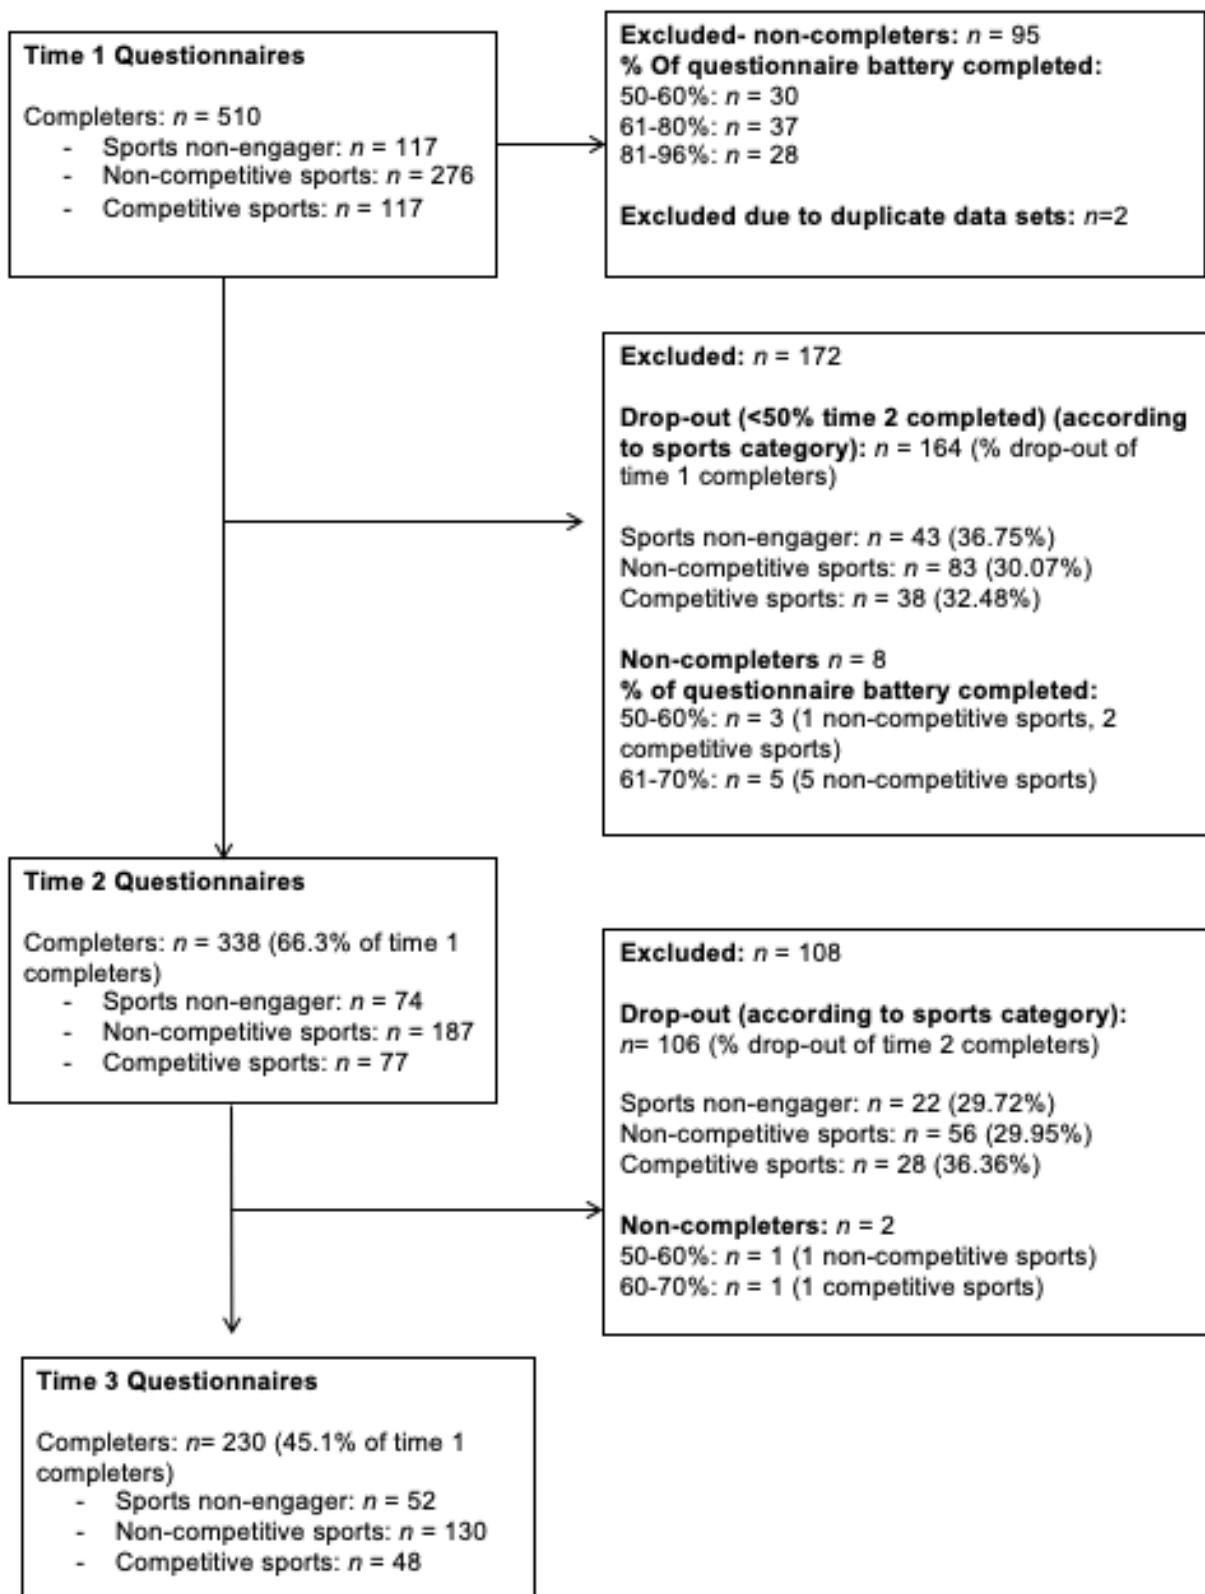 Time 1 Questionnaires
Completers: n = 510
- Sports non-engager: n = 117
- Non-competitive sports: n = 276
- Competitive sports: n = 117
Excluded- non-completers: n = 95
% Of questionnaire battery completed:
50-60%: n = 30
61-80%: n = 37
81-96%: n = 28
Excluded due to duplicate data sets: n=2
Excluded: n = 172
Drop-out (<50% time 2 completed) (according
to sports category): n = 164 (% drop-out of
time 1 completers)
Sports non-engager: n = 43 (36.75%)
Non-competitive sports: n = 83 (30.07%)
Competitive sports: n = 38 (32.48%)
Non-completers n = 8
% of questionnaire battery completed:
50-60%: n = 3 (1 non-competitive sports, 2
competitive sports)
61-70%: n = 5 (5 non-competitive sports)
Time 2 Questionnaires
Completers: n = 338 (66.3% of time 1
completers)
- Sports non-engager: n = 74
- Non-competitive sports: n = 187
- Competitive sports: n = 77
Excluded: n = 108
Drop-out (according to sports category):
n= 106 (% drop-out of time 2 completers)
Sports non-engager: n = 22 (29.72%)
Non-competitive sports: n = 56 (29.95%)
Competitive sports: n = 28 (36.36%)
Non-completers: n = 2
50-60%: n = 1 (1 non-competitive sports)
60-70%: n = 1 (1 competitive sports)
Time 3 Questionnaires
Completers: n= 230 (45.1% of time 1
completers)
- Sports non-engager: n = 52
- Non-competitive sports: n = 130
- Competitive sports: n = 48